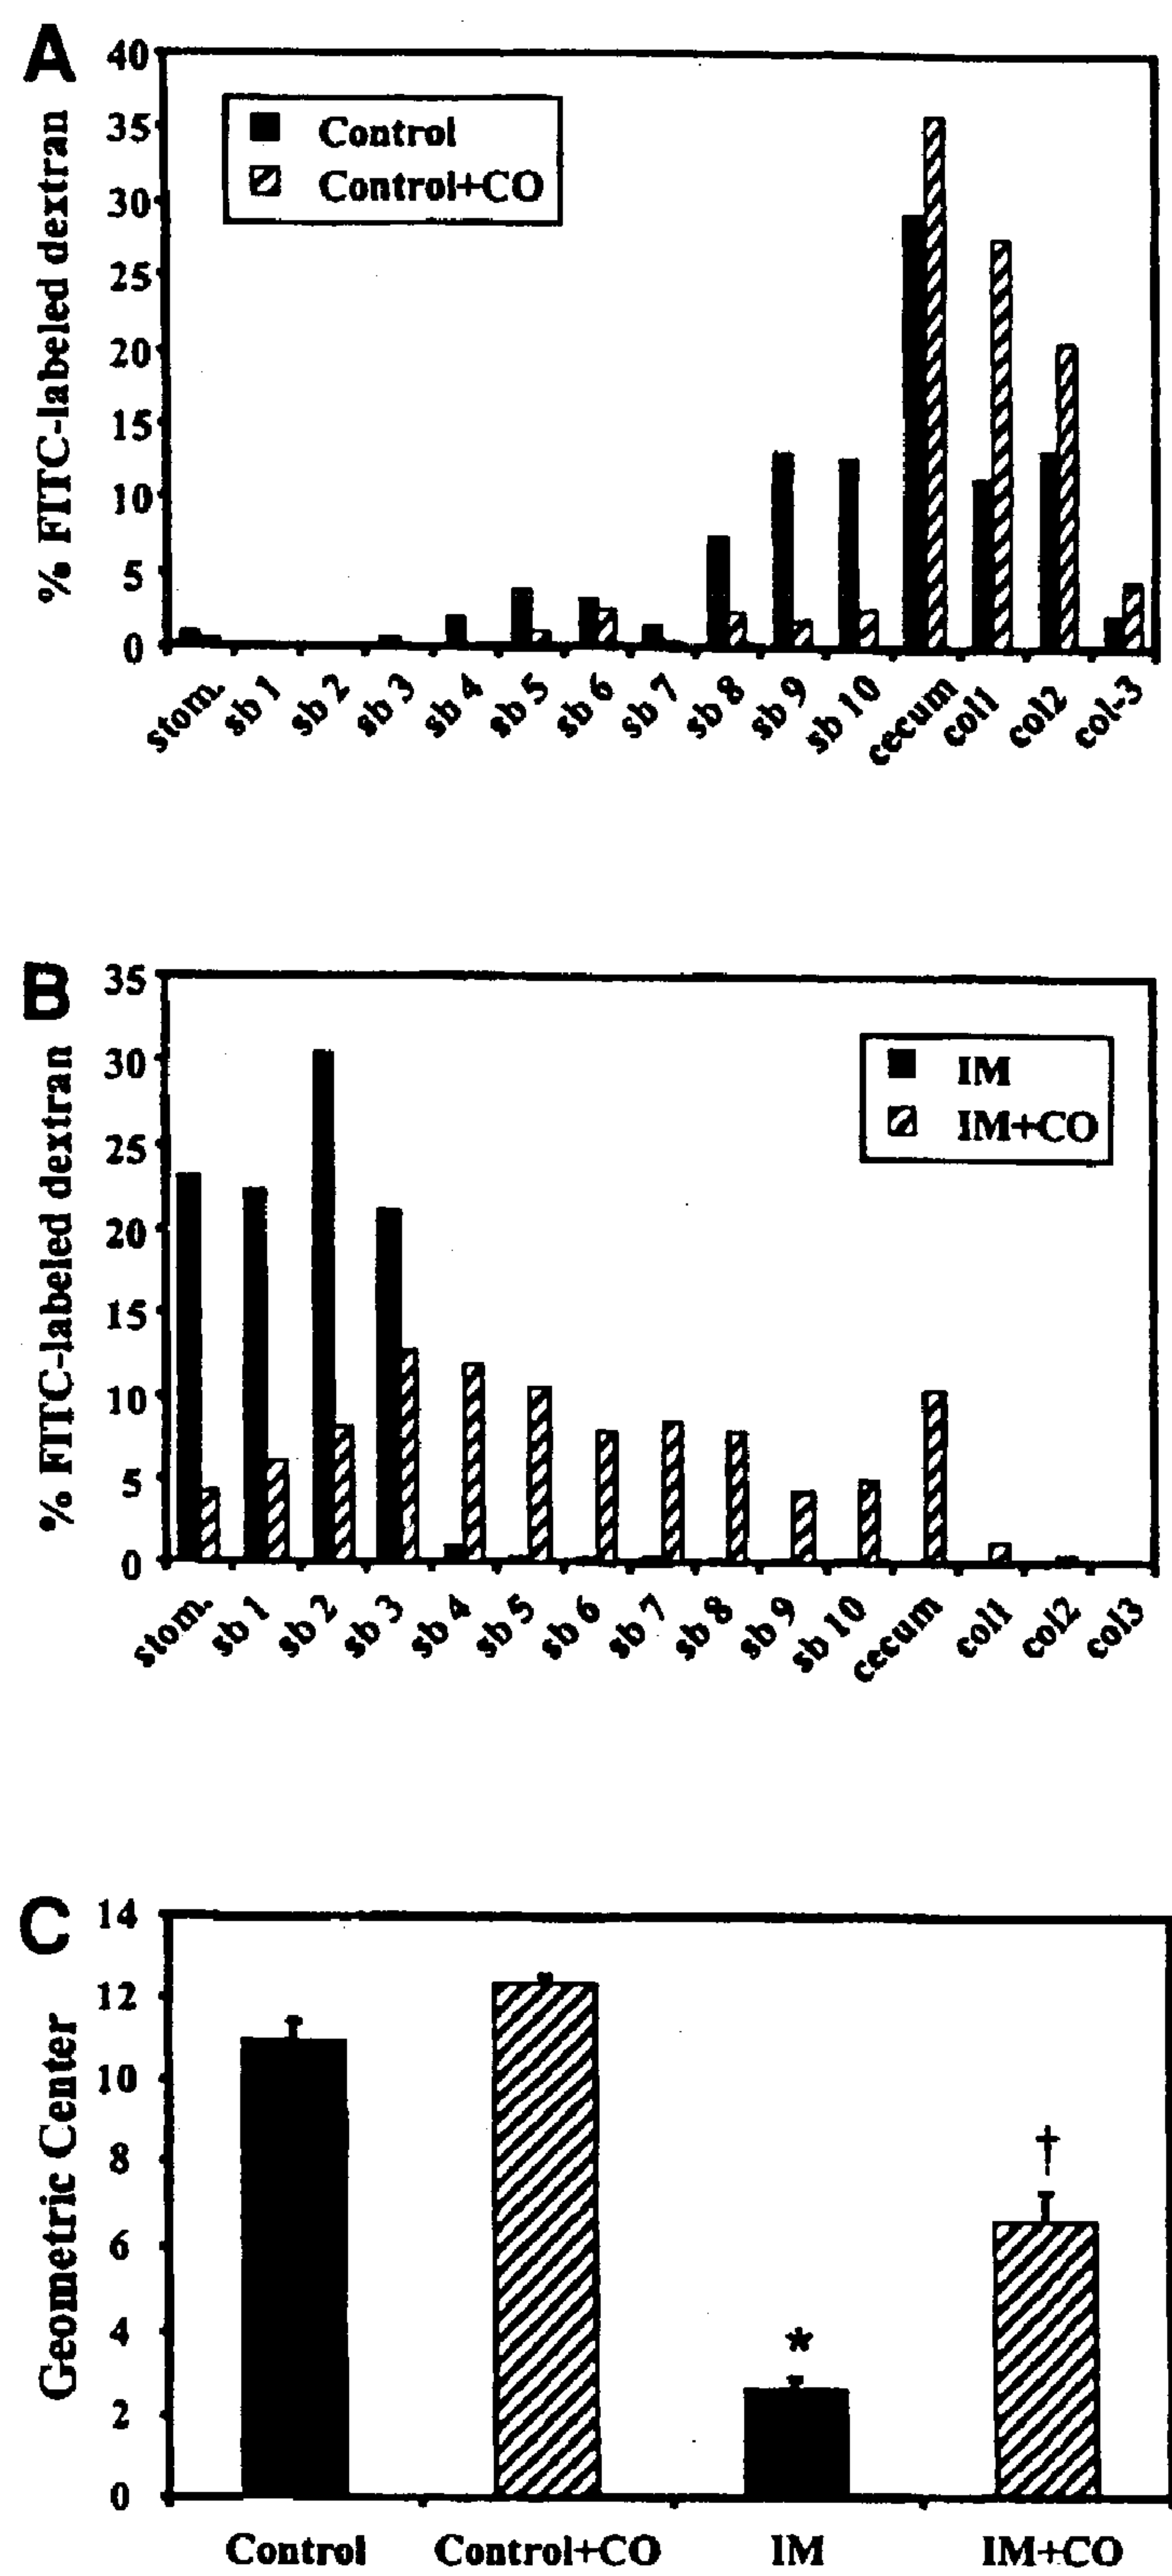 A
% FITC-labeled dextran
40
35
30
25
20
15
10
5
0
Control
Control+CO
stom. sb 1 sb 2 sb 3 sb 4 sb 5 sb 6 sb 7 sb 8 sb 9 sb 10 cecum col1 col2 col-3
B
% FITC-labeled dextran
35
30
25
20
15
10
5
0
IM
IM+CO
stom. sb 1 sb 2 sb 3 sb 4 sb 5 sb 6 sb 7 sb 8 sb 9 sb 10 cecum col1 col2 col3
C
Geometric Center
14
12
10
8
6
4
2
0
*
†
Control Control+CO IM IM+CO